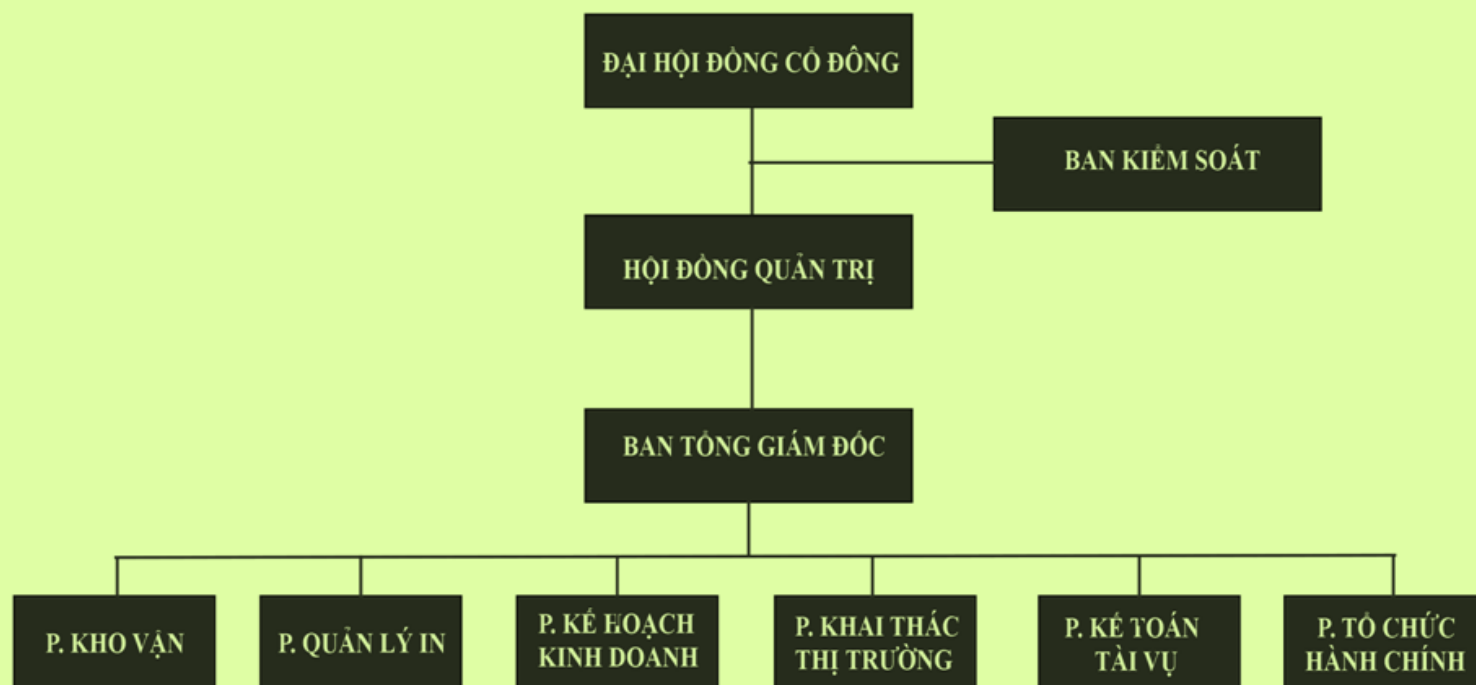 ĐẠI HỘI ĐỒNG CỔ ĐÔNG
BAN KIỂM SOÁT
HỘI ĐỒNG QUẢN TRỊ
BAN TỔNG GIÁM ĐỐC
P. KHO VẬN
P. QUẢN LÝ IN
P. KẾ HOẠCH
KINH DOANH
P. KHAI THÁC
THỊ TRƯỜNG
P. KẾ TOÁN
TÀI VỤ
P. TỔ CHỨC
HÀNH CHÍNH